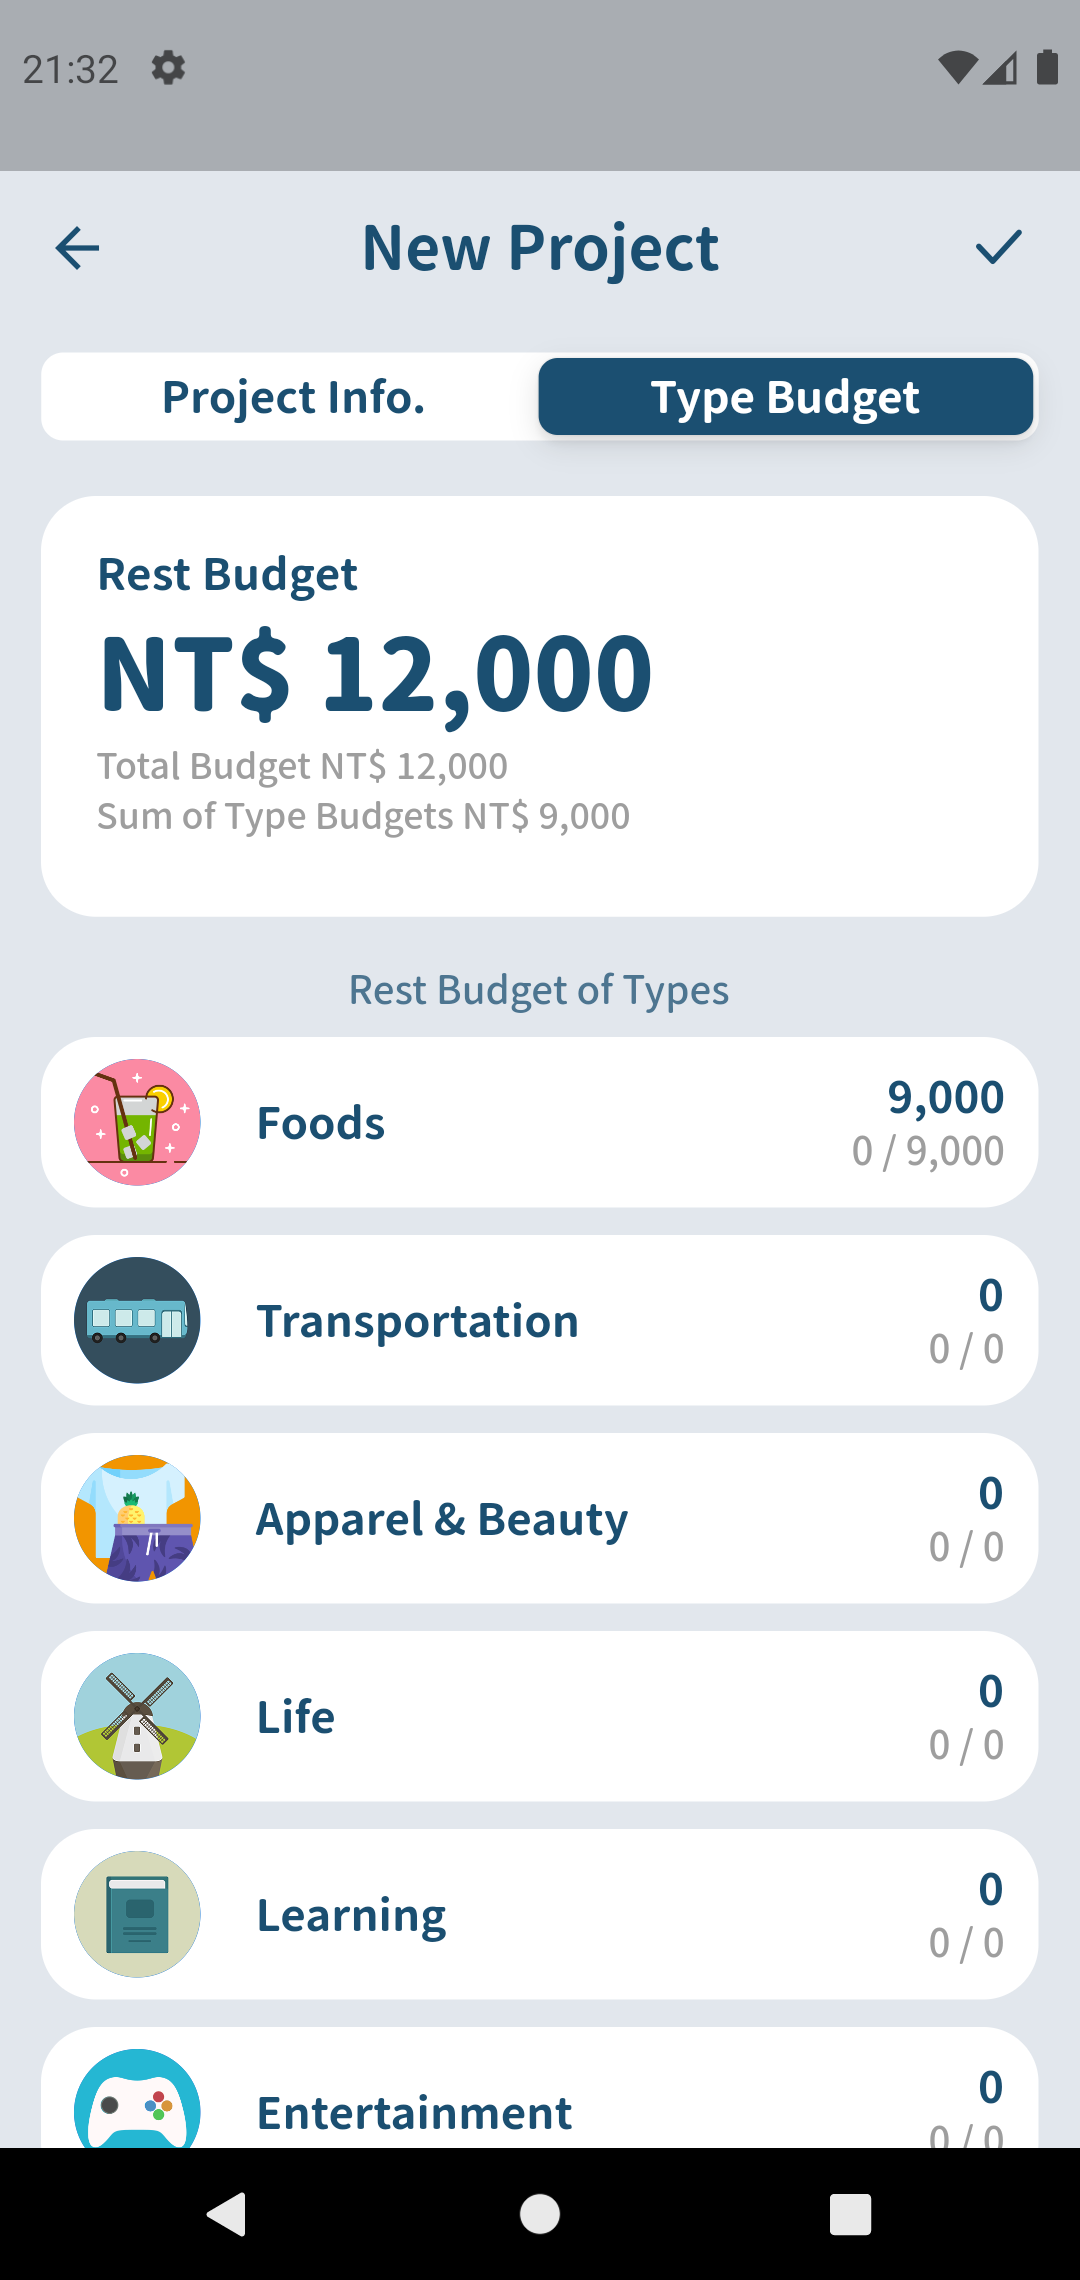 21:32
New Project
Project Info.
Type Budget
Rest Budget
NT$ 12,000
Total Budget NT$ 12,000
Sum of Type Budgets NT$ 9,000
Rest Budget of Types
Foods
9,000
0 / 9,000
Transportation
0
0 / 0
Apparel & Beauty
0
0 / 0
Life
0
0 / 0
Learning
0
0 / 0
Entertainment
0
0 / 0